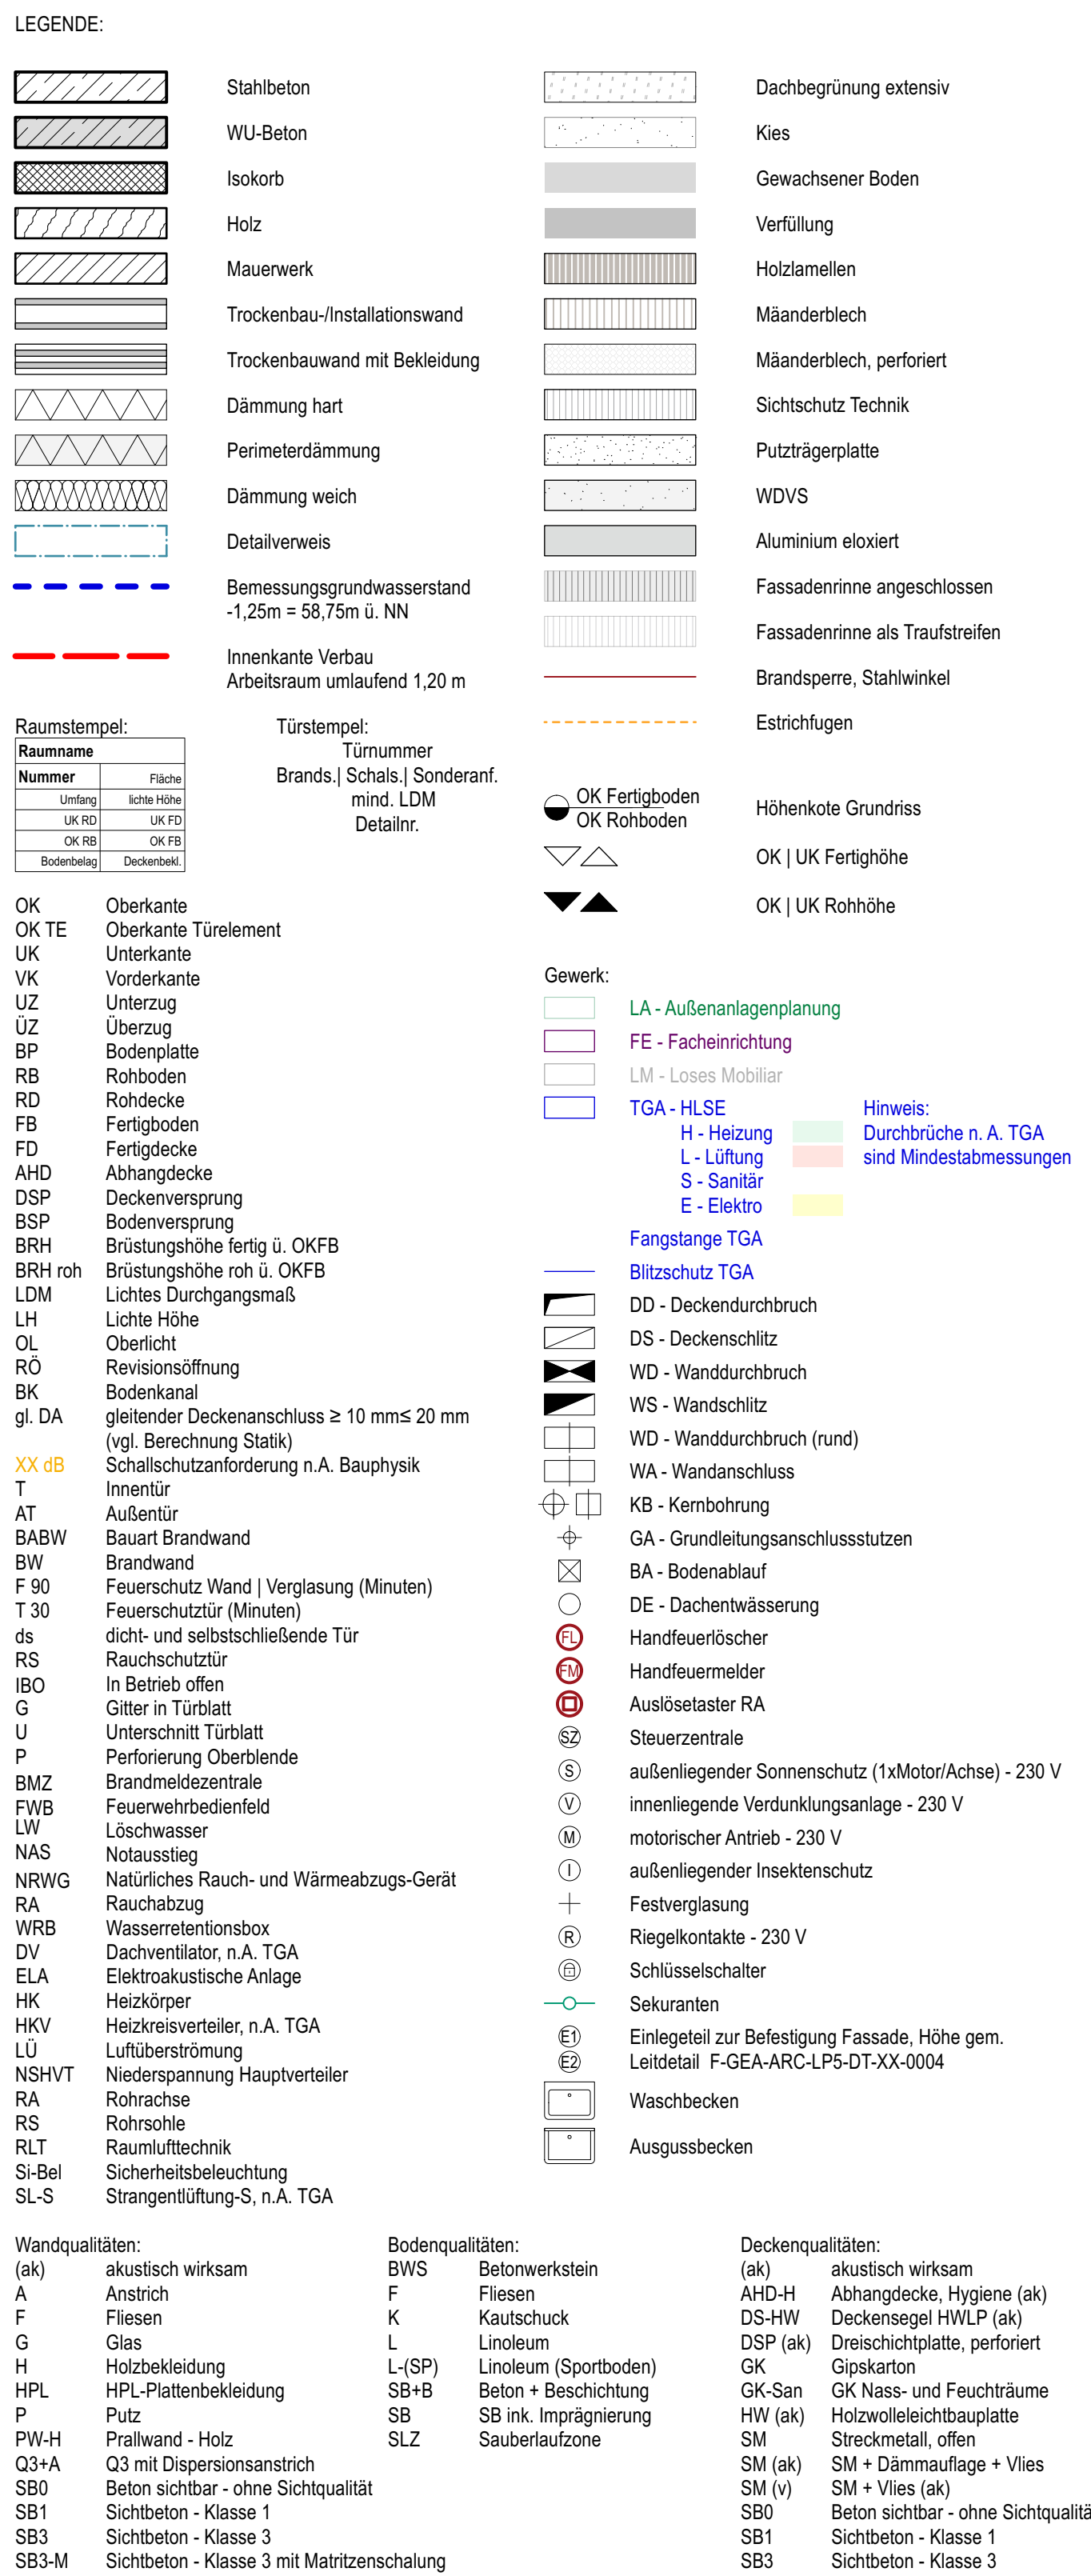 LEGENDE:
Stahlbeton
WU-Beton
Isokorb
Holz
Mauerwerk
Trockenbau-/Installationswand
Trockenbauwand mit Bekleidung
Dämmung hart
Perimeterdämmung
Dämmung weich
Detailverweis
Bemessungsgrundwasserstand
-1,25m = 58,75m ü. NN
Innenkante Verbau
Arbeitsraum umlaufend 1,20 m
Dachbegrünung extensiv
Kies
Gewachsener Boden
Verfüllung
Holzlamellen
Mäanderblech
Mäanderblech, perforiert
Sichtschutz Technik
Putzträgerplatte
WDVS
Aluminium eloxiert
Fassadenrinne angeschlossen
Fassadenrinne als Traufstreifen
Brandsperre, Stahlwinkel
Estrichfugen
Raumstempel:
Raumname
Nummer Fläche
Umfang lichte Höhe
UK RD UK FD
OK RB OK FB
Bodenbelag Deckenbekl.
Türstempel:
Türnummer
Brands.| Schals.| Sonderanf.
mind. LDM
Detailnr.
OK Fertigboden
OK Rohboden
Höhenkote Grundriss
OK | UK Fertighöhe
OK | UK Rohhöhe
OK Oberkante
OK TE Oberkante Türelement
UK Unterkante
VK Vorderkante
UZ Unterzug
ÜZ Überzug
BP Bodenplatte
RB Rohboden
RD Rohdecke
FB Fertigboden
FD Fertigdecke
AHD Abhangdecke
DSP Deckenversprung
BSP Bodenversprung
BRH Brüstungshöhe fertig ü. OKFB
BRH roh Brüstungshöhe roh ü. OKFB
LDM Lichtes Durchgangsmaß
LH Lichte Höhe
OL Oberlicht
RÖ Revisionsöffnung
BK Bodenkanal
gl. DA gleitender Deckenanschluss ≥ 10 mm≤ 20 mm
(vgl. Berechnung Statik)
XX dB Schallschutzanforderung n.A. Bauphysik
T Innentür
AT Außentür
BABW Bauart Brandwand
BW Brandwand
F 90 Feuerschutz Wand | Verglasung (Minuten)
T 30 Feuerschutztür (Minuten)
ds dicht- und selbstschließende Tür
RS Rauchschutztür
IBO In Betrieb offen
G Gitter in Türblatt
U Unterschnitt Türblatt
P Perforierung Oberblende
BMZ Brandmeldezentrale
FWB Feuerwehrbedienfeld
LW Löschwasser
NAS Notausstieg
NRWG Natürliches Rauch- und Wärmeabzugs-Gerät
RA Rauchabzug
WRB Wasserretentionsbox
DV Dachventilator, n.A. TGA
ELA Elektroakustische Anlage
HK Heizkörper
HKV Heizkreisverteiler, n.A. TGA
LÜ Luftüberströmung
NSHVT Niederspannung Hauptverteiler
RA Rohrachse
RS Rohrsohle
RLT Raumlufttechnik
Si-Bel Sicherheitsbeleuchtung
SL-S Strangentlüftung-S, n.A. TGA
Gewerk:
LA - Außenanlagenplanung
FE - Facheinrichtung
LM - Loses Mobiliar
TGA - HLSE
H - Heizung
L - Lüftung
S - Sanitär
E - Elektro
Hinweis:
Durchbrüche n. A. TGA
sind Mindestabmessungen
Fangstange TGA
Blitzschutz TGA
DD - Deckendurchbruch
DS - Deckenschlitz
WD - Wanddurchbruch
WS - Wandschlitz
WD - Wanddurchbruch (rund)
WA - Wandanschluss
KB - Kernbohrung
GA - Grundleitungsanschlussstutzen
BA - Bodenablauf
DE - Dachentwässerung
FL Handfeuerlöscher
FM Handfeuermelder
Auslösetaster RA
SZ Steuerzentrale
S außenliegender Sonnenschutz (1xMotor/Achse) - 230 V
V innenliegende Verdunklungsanlage - 230 V
M motorischer Antrieb - 230 V
I außenliegender Insektenschutz
Festverglasung
R Riegelkontakte - 230 V
Schlüsselschalter
Sekuranten
E1 Einlegeteil zur Befestigung Fassade, Höhe gem.
E2 Leitdetail F-GEA-ARC-LP5-DT-XX-0004
Waschbecken
Ausgussbecken
Wandqualitäten:
(ak) akustisch wirksam
A Anstrich
F Fliesen
G Glas
H Holzbekleidung
HPL HPL-Plattenbekleidung
P Putz
PW-H Prallwand - Holz
Q3+A Q3 mit Dispersionsanstrich
SB0 Beton sichtbar - ohne Sichtqualität
SB1 Sichtbeton - Klasse 1
SB3 Sichtbeton - Klasse 3
SB3-M Sichtbeton - Klasse 3 mit Matritzenschalung
Bodenqualitäten:
BWS Betonwerkstein
F Fliesen
K Kautschuck
L Linoleum
L-(SP) Linoleum (Sportboden)
SB+B Beton + Beschichtung
SB SB ink. Imprägnierung
SLZ Sauberlaufzone
Deckenqualitäten:
(ak) akustisch wirksam
AHD-H Abhangdecke, Hygiene (ak)
DS-HW Deckensegel HWLP (ak)
DSP (ak) Dreischichtplatte, perforiert
GK Gipskarton
GK-San GK Nass- und Feuchträume
HW (ak) Holzwolleleichtbauplatte
SM Streckmetall, offen
SM (ak) SM + Dämmauflage + Vlies
SM (v) SM + Vlies (ak)
SB0 Beton sichtbar - ohne Sichtqualitä
SB1 Sichtbeton - Klasse 1
SB3 Sichtbeton - Klasse 3